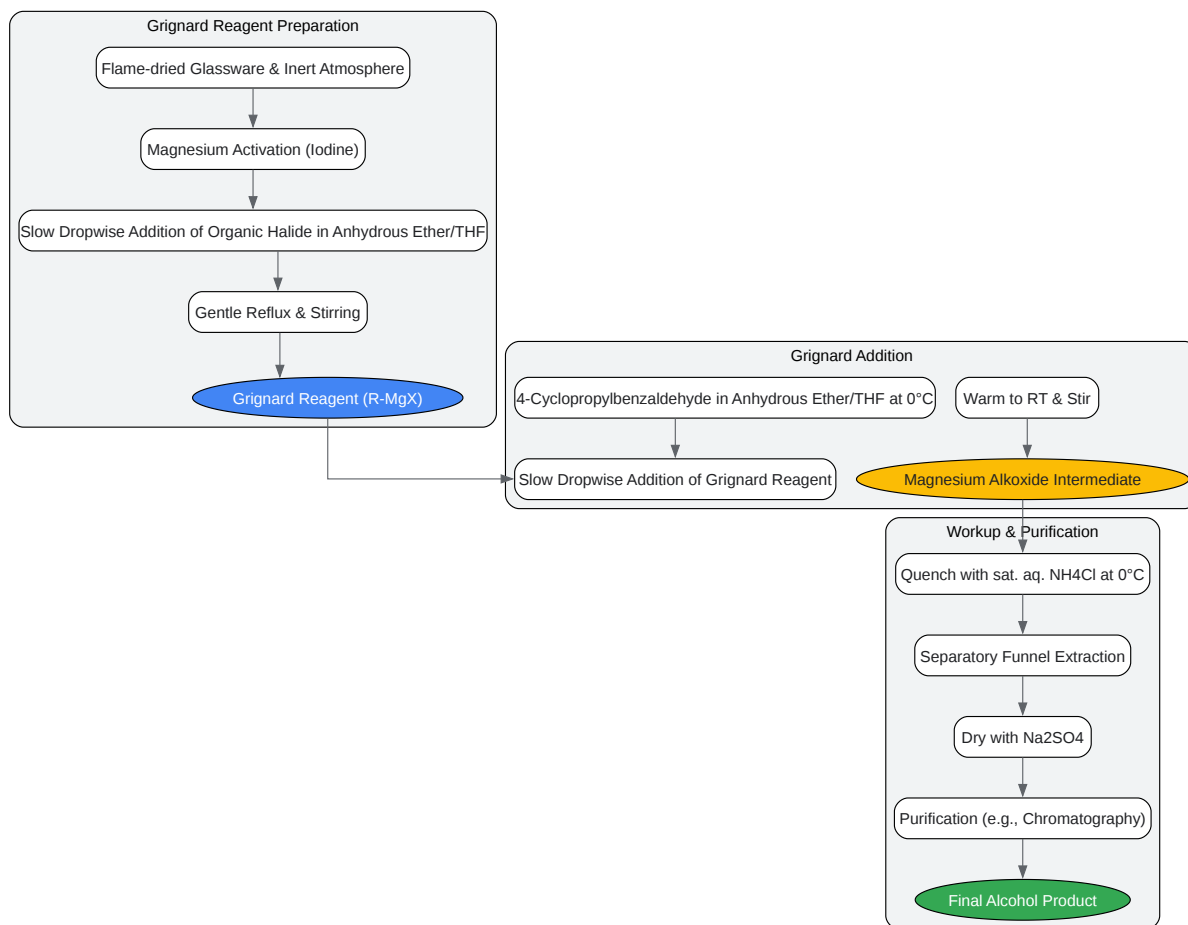 Grignard Reagent Preparation
Flame-dried Glassware & Inert Atmosphere
Magnesium Activation (Iodine)
Slow Dropwise Addition of Organic Halide in Anhydrous Ether/THF
Gentle Reflux & Stirring
Grignard Reagent (R-MgX)
Grignard Addition
4-Cyclopropylbenzaldehyde in Anhydrous Ether/THF at 0°C
Warm to RT & Stir
Slow Dropwise Addition of Grignard Reagent
Magnesium Alkoxide Intermediate
Workup & Purification
Quench with sat. aq. NH4Cl at 0°C
Separatory Funnel Extraction
Dry with Na2SO4
Purification (e.g., Chromatography)
Final Alcohol Product